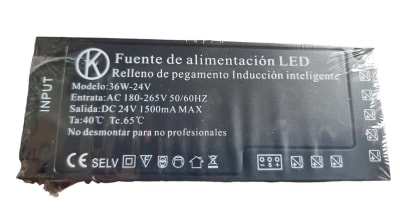 K
Fuente de alimentación LED
Relleno de pegamento Inducción inteligente
Modelo:36W-24V
Entrata:AC 180-265V 50/60HZ
Salida:DC 24V 1500mA MAX
Ta:40℃ Tc.65℃
No desmontar para no profesionales
INPUT
CE SELV